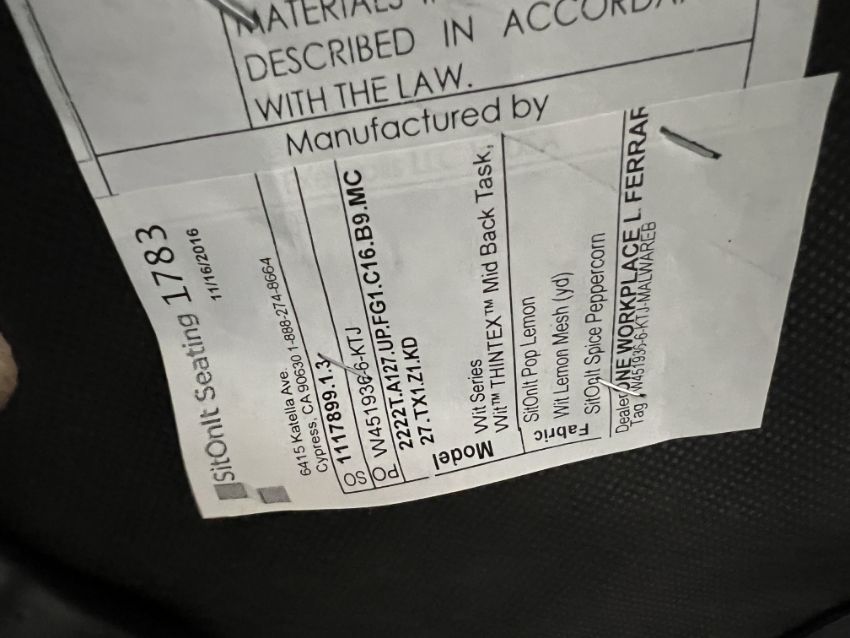 MATERIALS
DESCRIBED IN
WITH THE LAW.
Manufactured by
SitOnIt Seating 1783
11/16/2016
6415 Katella Ave.
Cypress, CA 90630 1-888-274-8664
SO 1117899.1.3
PO W451936-6-KTJ
2222T.A127.UP.FG1.C16.B9.MC
27.TX1.Z1.KD
Model
Wit Series
Wit™ THINTEX™ Mid Back Task,
Fabric
SitOnIt Pop Lemon
Wit Lemon Mesh (yd)
SitOnIt Spice Peppercorn
Dealer ONE WORKPLACE L. FERRAR
Tag W451936-6-KTJ-MALWAREB